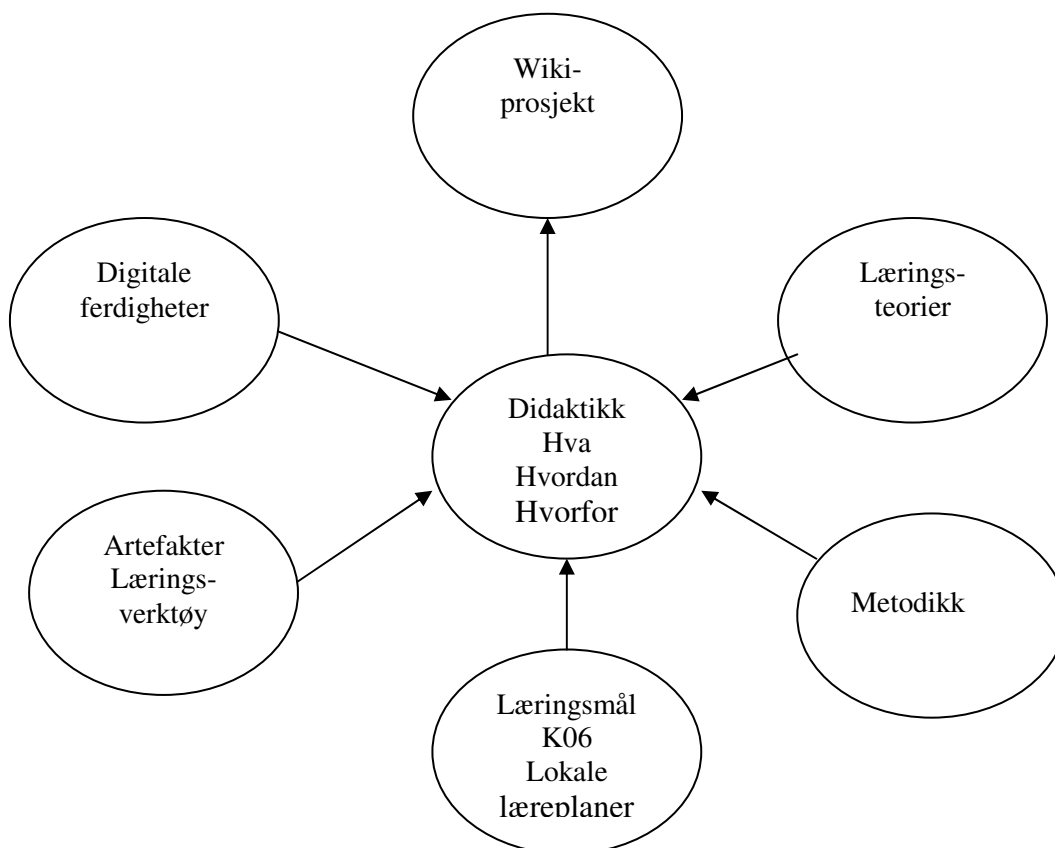 Wiki-
prosjekt
Digitale
ferdigheter
Lærings-
teorier
Didaktikk
Hva
Hvordan
Hvorfor
Artefakter
Lærings-
verktøy
Metodikk
Læringsmål
K06
Lokale
læreplaner